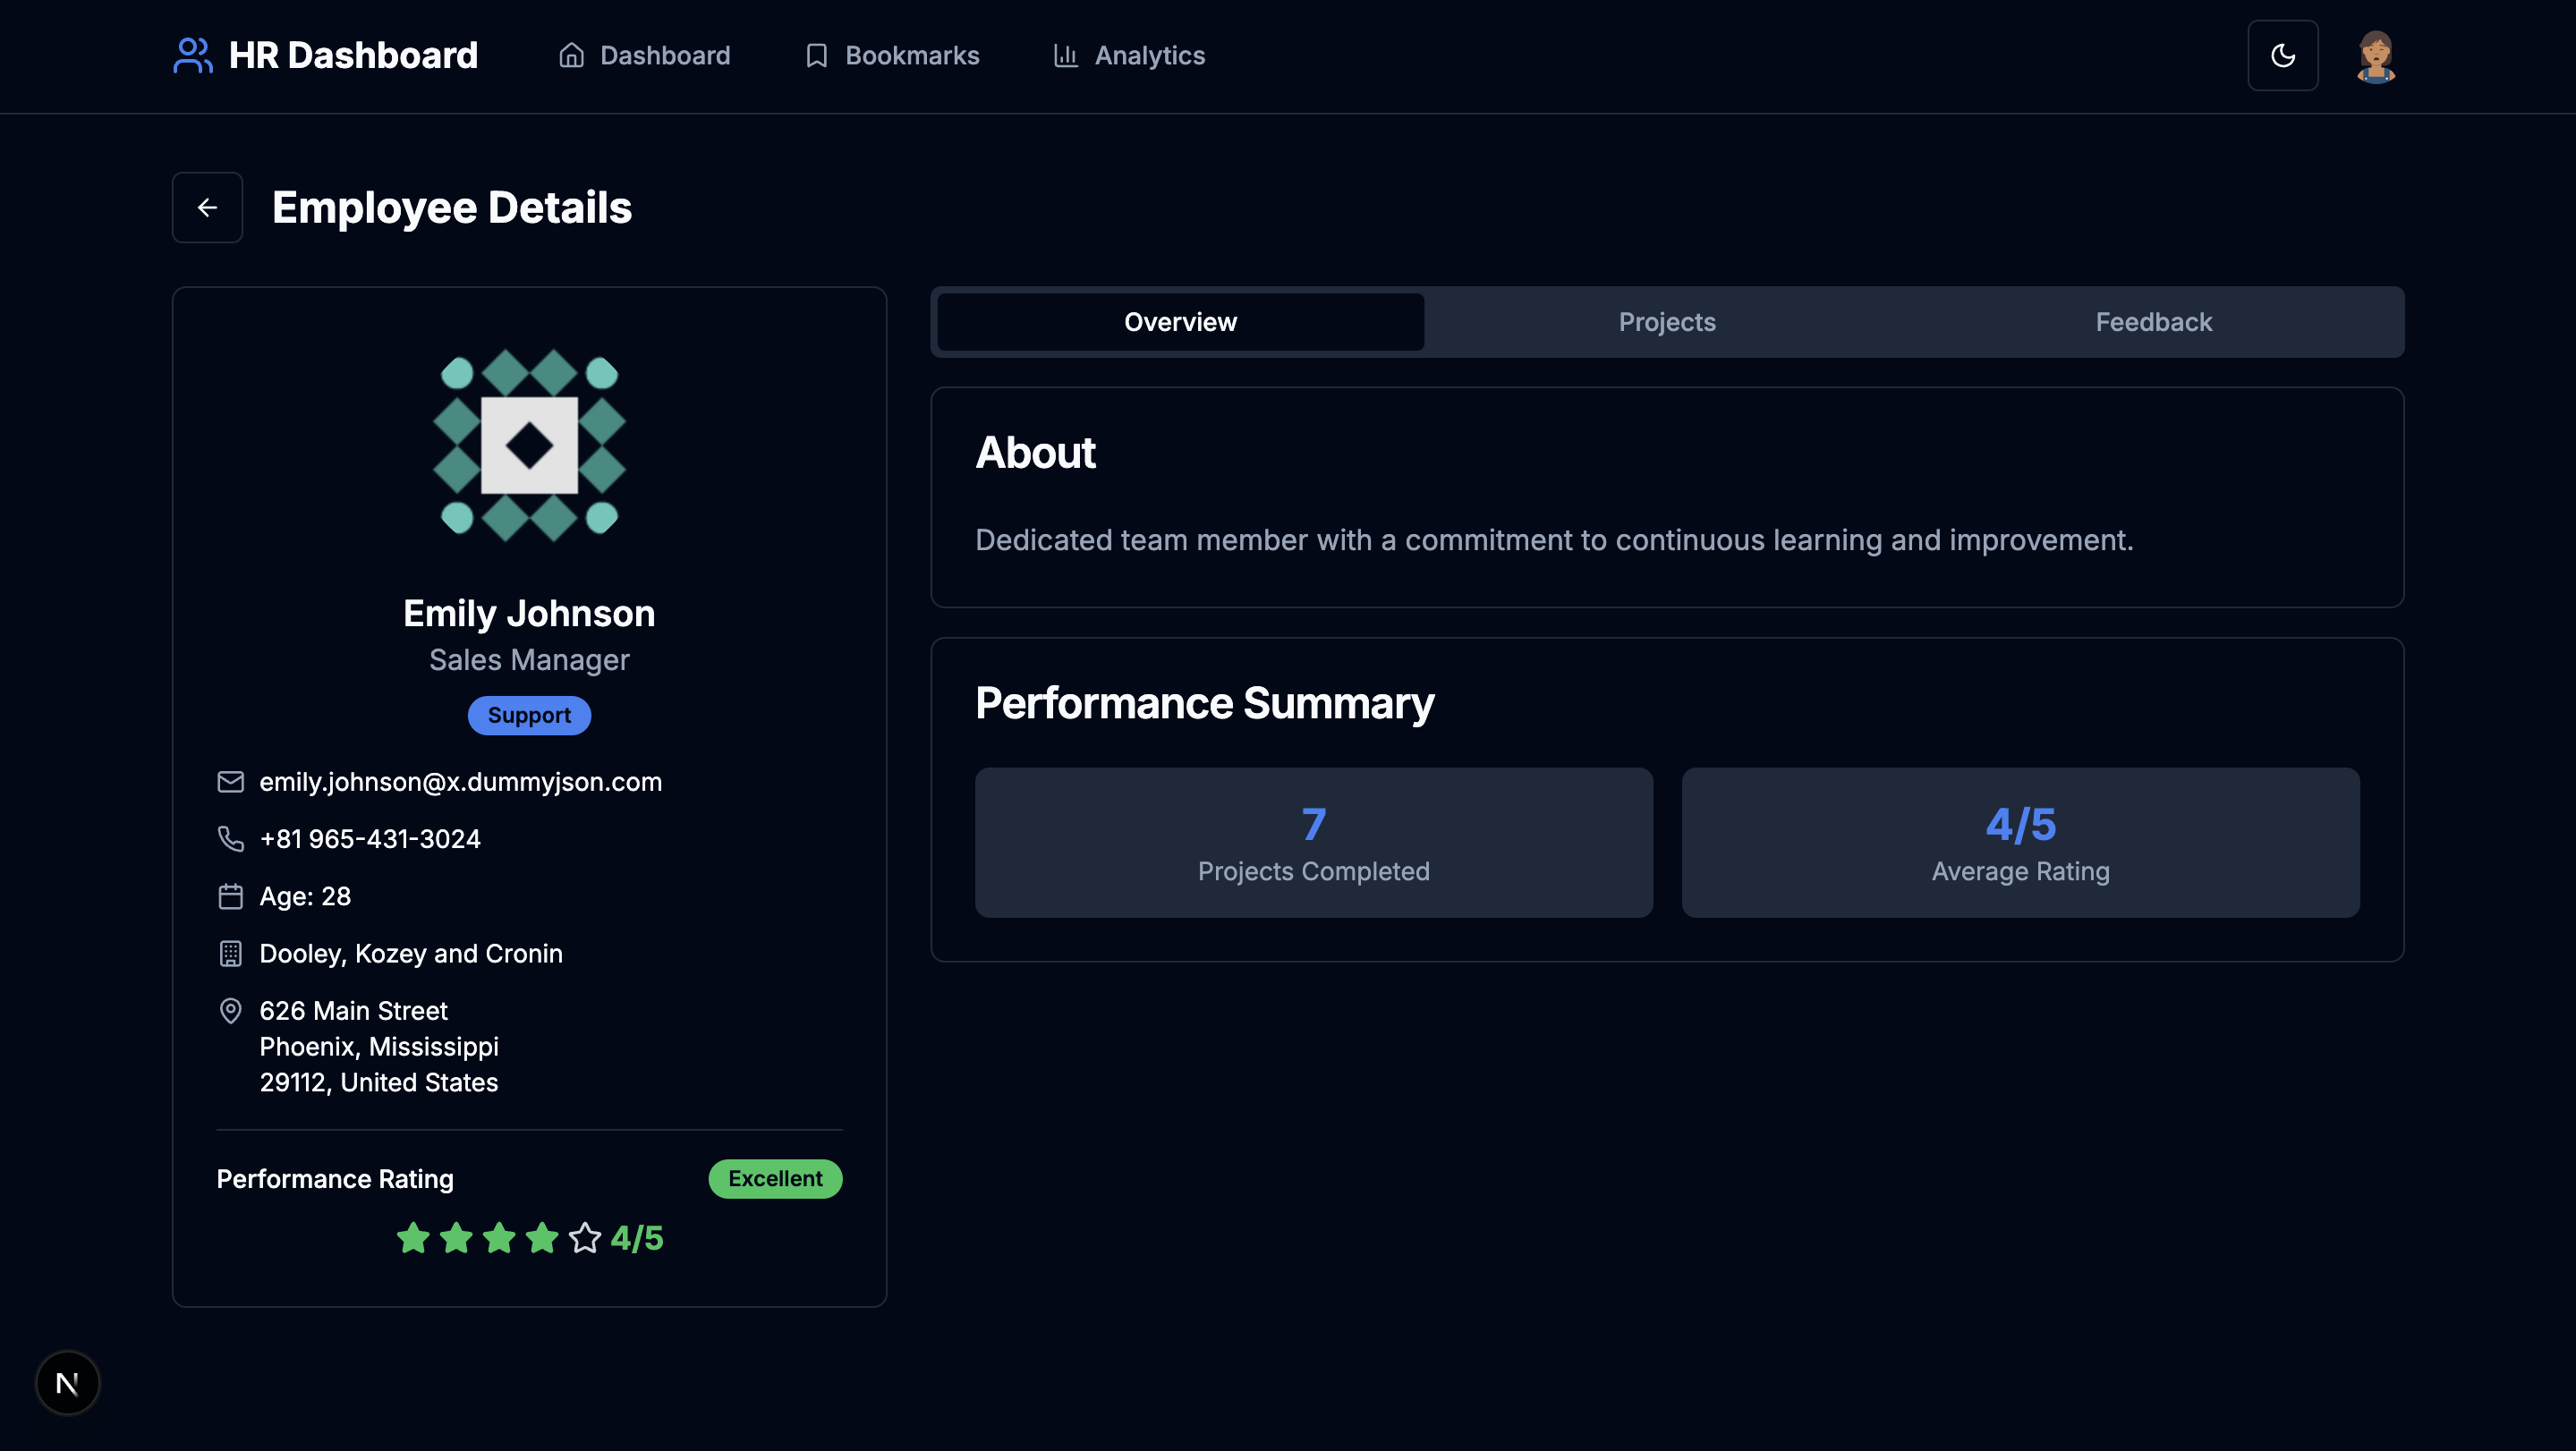 HR Dashboard
Dashboard
Bookmarks
Analytics
Employee Details
Emily Johnson
Sales Manager
Support
emily.johnson@x.dummyjson.com
+81 965-431-3024
Age: 28
Dooley, Kozey and Cronin
626 Main Street
Phoenix, Mississippi
29112, United States
Performance Rating
Excellent
4/5
Overview
Projects
Feedback
About
Dedicated team member with a commitment to continuous learning and improvement.
Performance Summary
7
Projects Completed
4/5
Average Rating
N